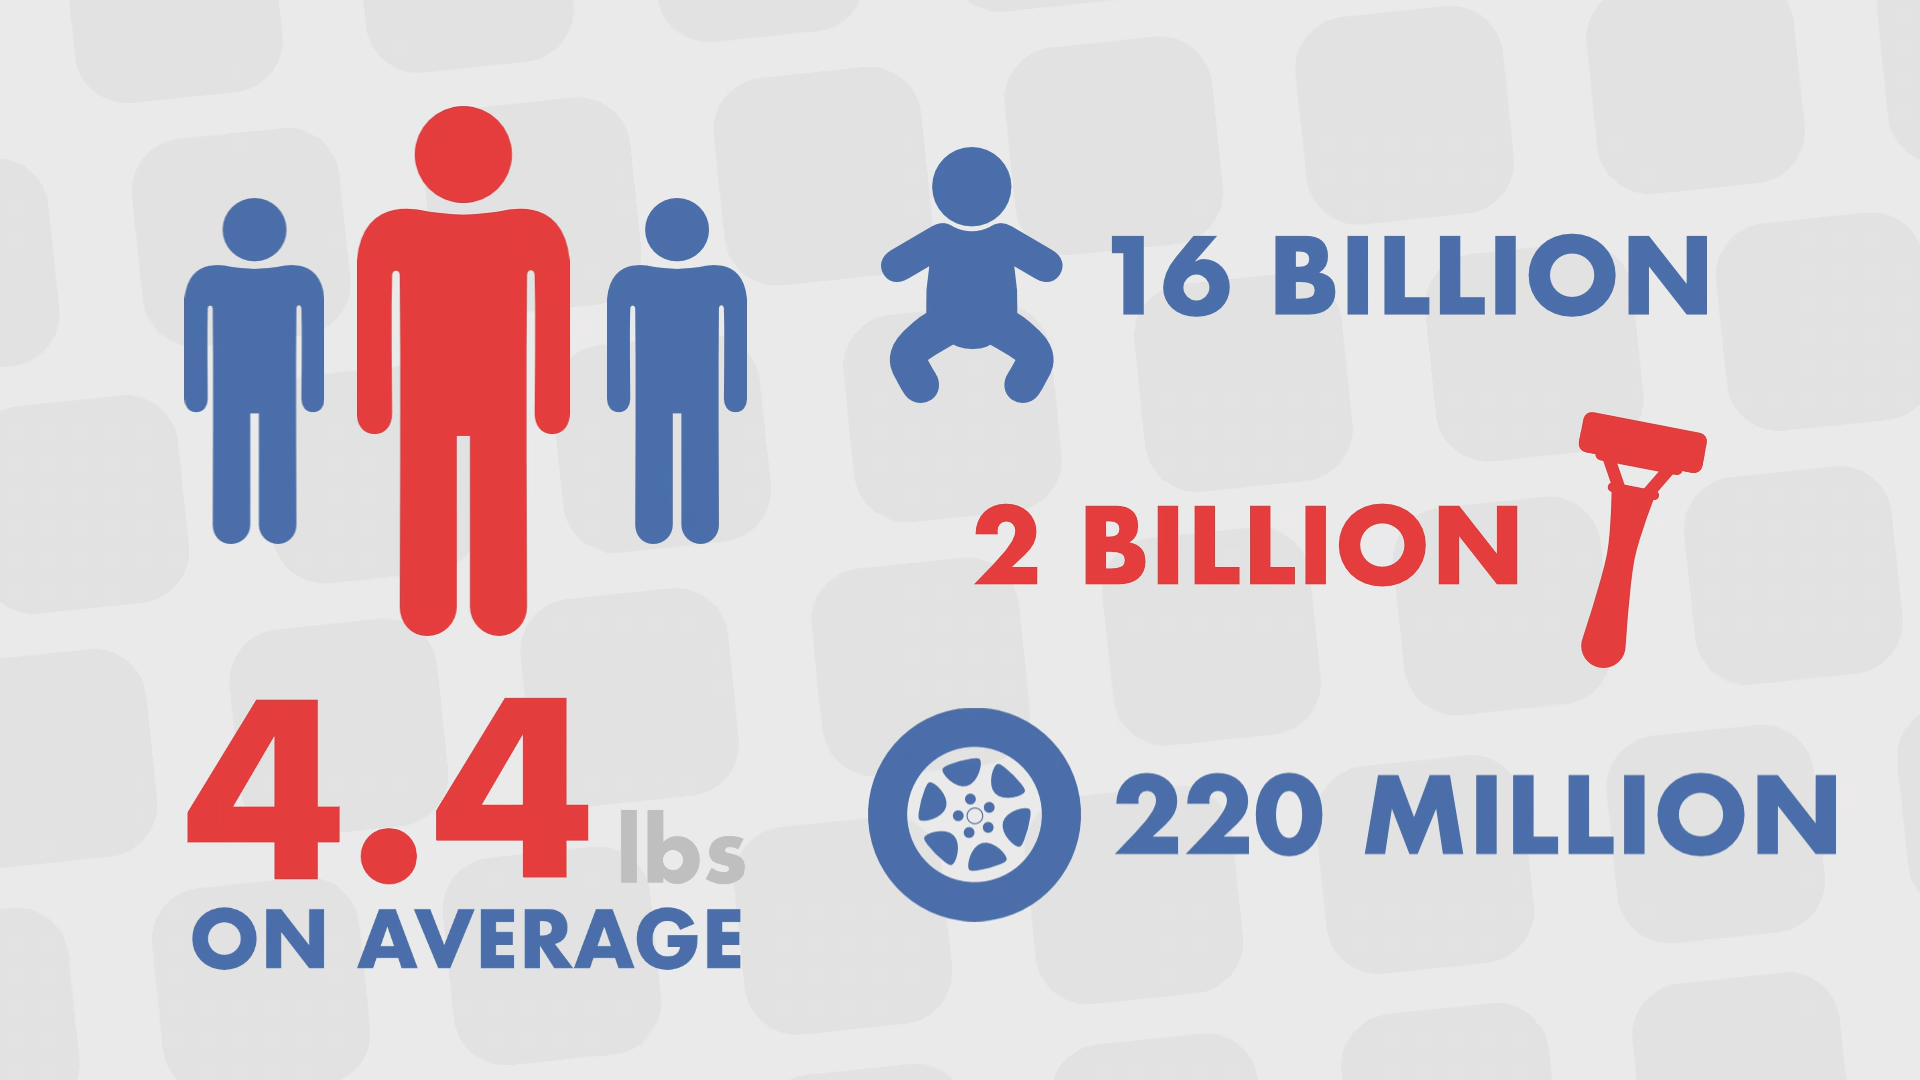 4.4 lbs
ON AVERAGE
16 BILLION
2 BILLION
220 MILLION